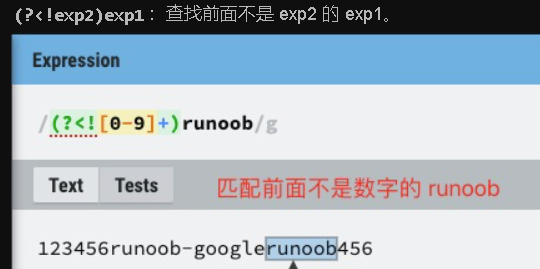 (?<!exp2)exp1：查找前面不是 exp2 的 exp1。
Expression
/(?<![0-9]+)runoob/g
Text Tests 匹配前面不是数字的 runoob
123456runoob-googlerunoob456